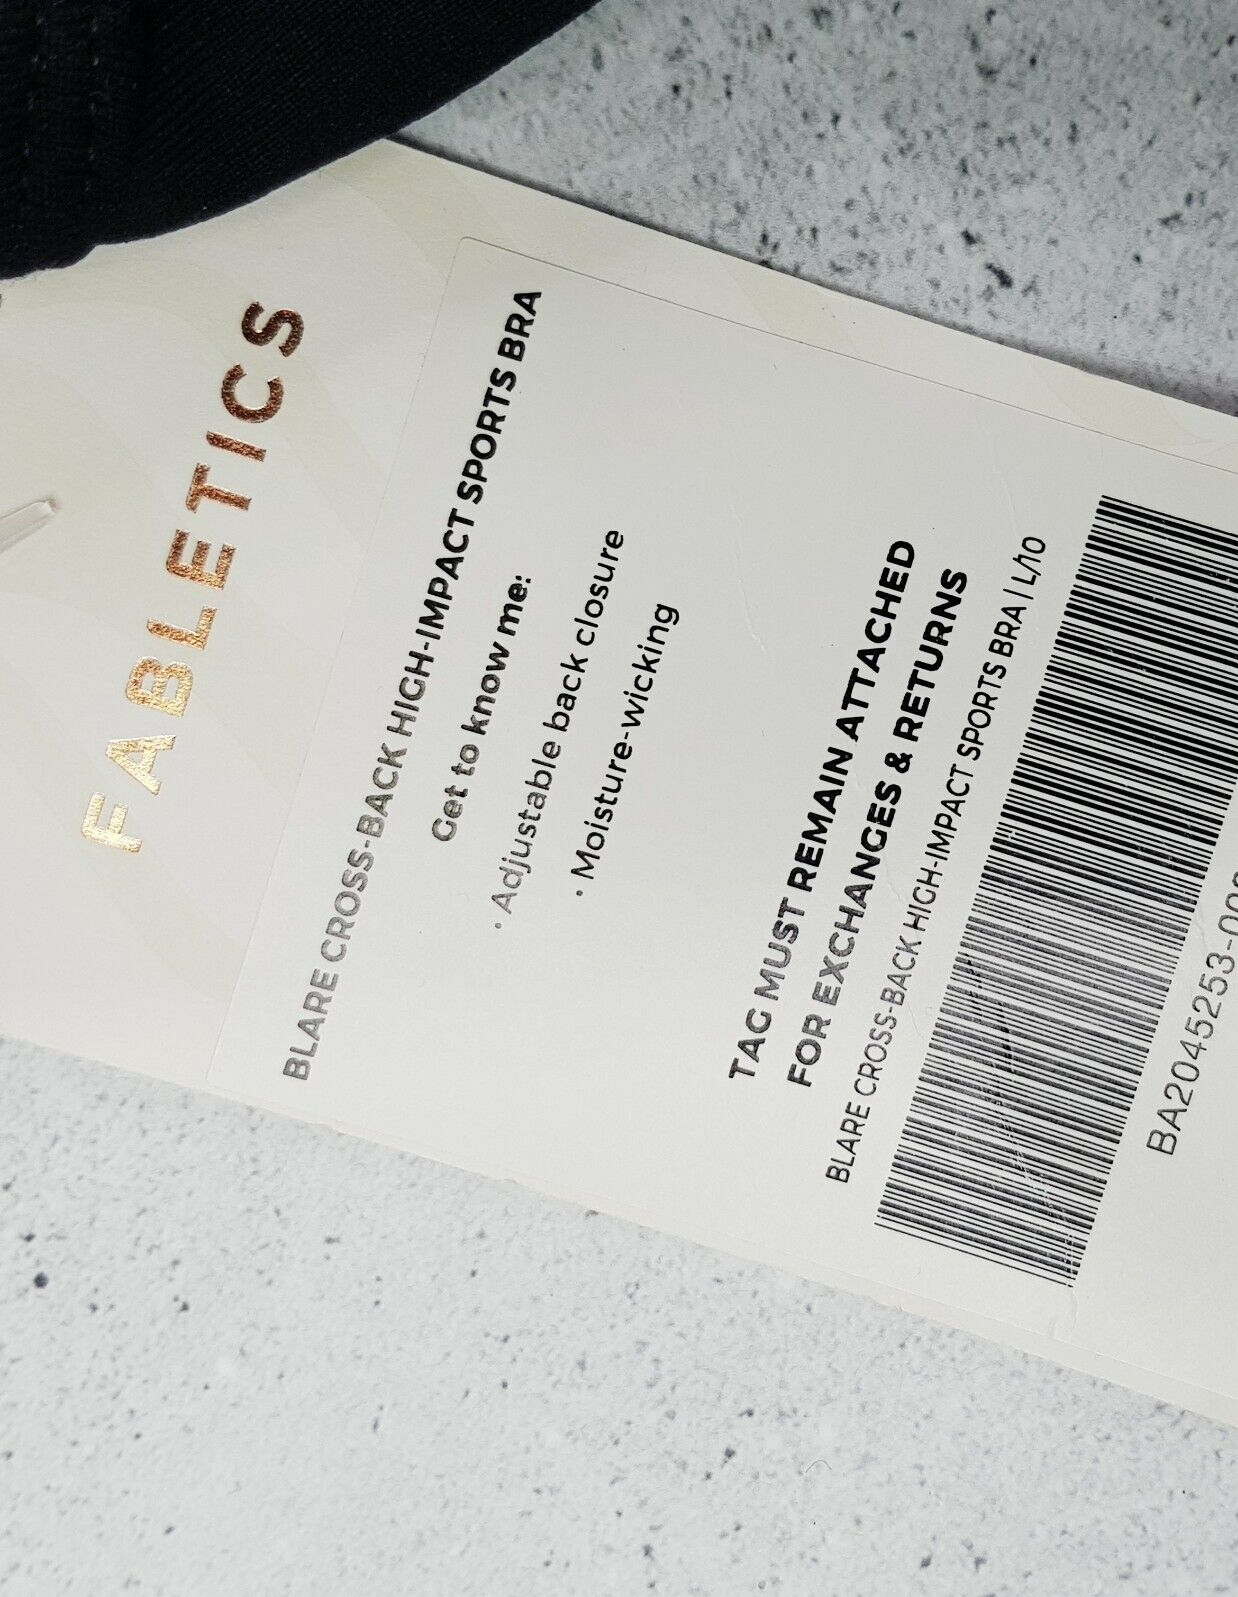 FABLETICS
BLARE CROSS-BACK HIGH-IMPACT SPORTS BRA
Get to know me:
· Adjustable back closure
· Moisture-wicking
TAG MUST REMAIN ATTACHED
FOR EXCHANGES & RETURNS
BLARE CROSS-BACK HIGH-IMPACT SPORTS BRA | L/10
BA2045253-00